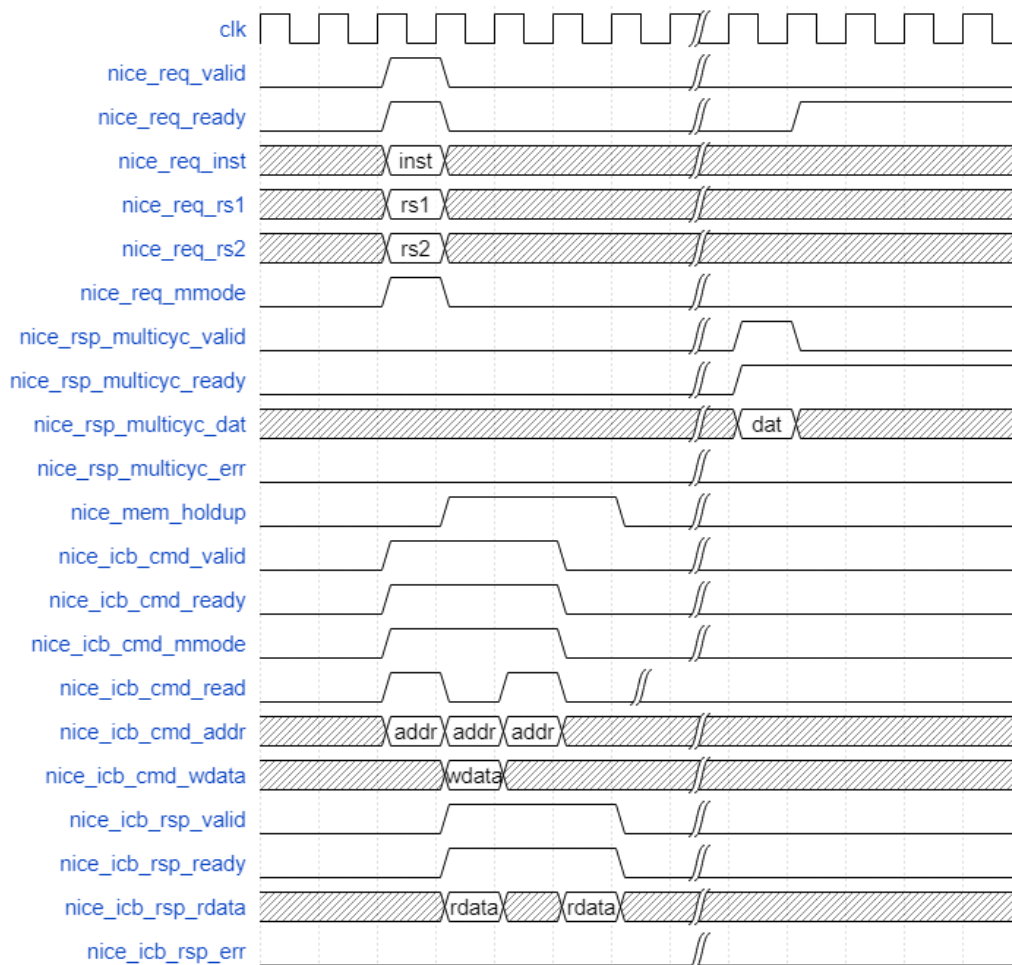 clk
nice_req_valid
nice_req_ready
nice_req_inst inst
nice_req_rs1 rs1
nice_req_rs2 rs2
nice_req_mmode
nice_rsp_multicyc_valid
nice_rsp_multicyc_ready
nice_rsp_multicyc_dat dat
nice_rsp_multicyc_err
nice_mem_holdup
nice_icb_cmd_valid
nice_icb_cmd_ready
nice_icb_cmd_mmode
nice_icb_cmd_read
nice_icb_cmd_addr addr addr addr
nice_icb_cmd_wdata wdata
nice_icb_rsp_valid
nice_icb_rsp_ready
nice_icb_rsp_rdata rdata rdata
nice_icb_rsp_err